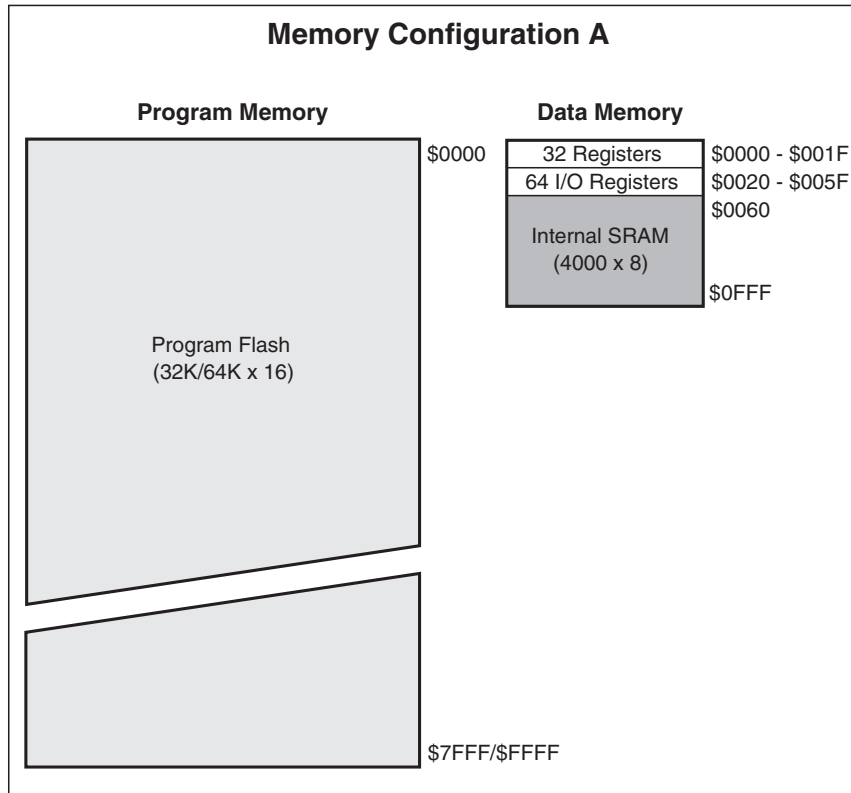 Memory Configuration A
Program Memory
$0000
Program Flash
(32K/64K x 16)
$7FFF/$FFFF
Data Memory
32 Registers
$0000 - $001F
64 I/O Registers
$0020 - $005F
$0060
Internal SRAM
(4000 x 8)
$0FFF